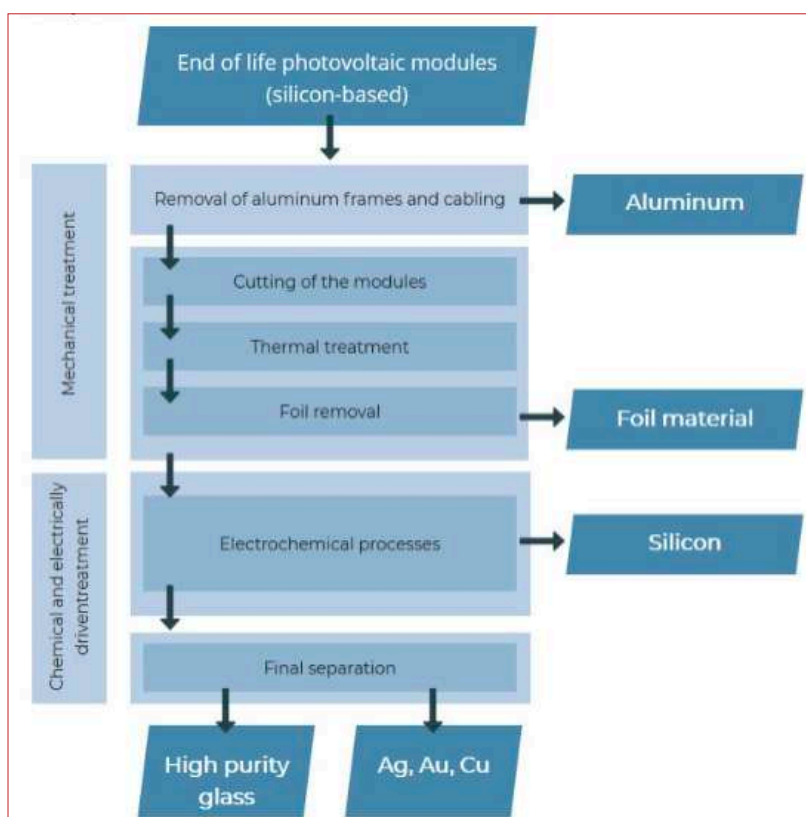 End of life photovoltaic modules
(silicon-based)
Mechanical treatment
Removal of aluminum frames and cabling
Aluminum
Cutting of the modules
Thermal treatment
Foil removal
Foil material
Chemical and electrically
driventreatment
Electrochemical processes
Silicon
Final separation
High purity
glass
Ag, Au, Cu